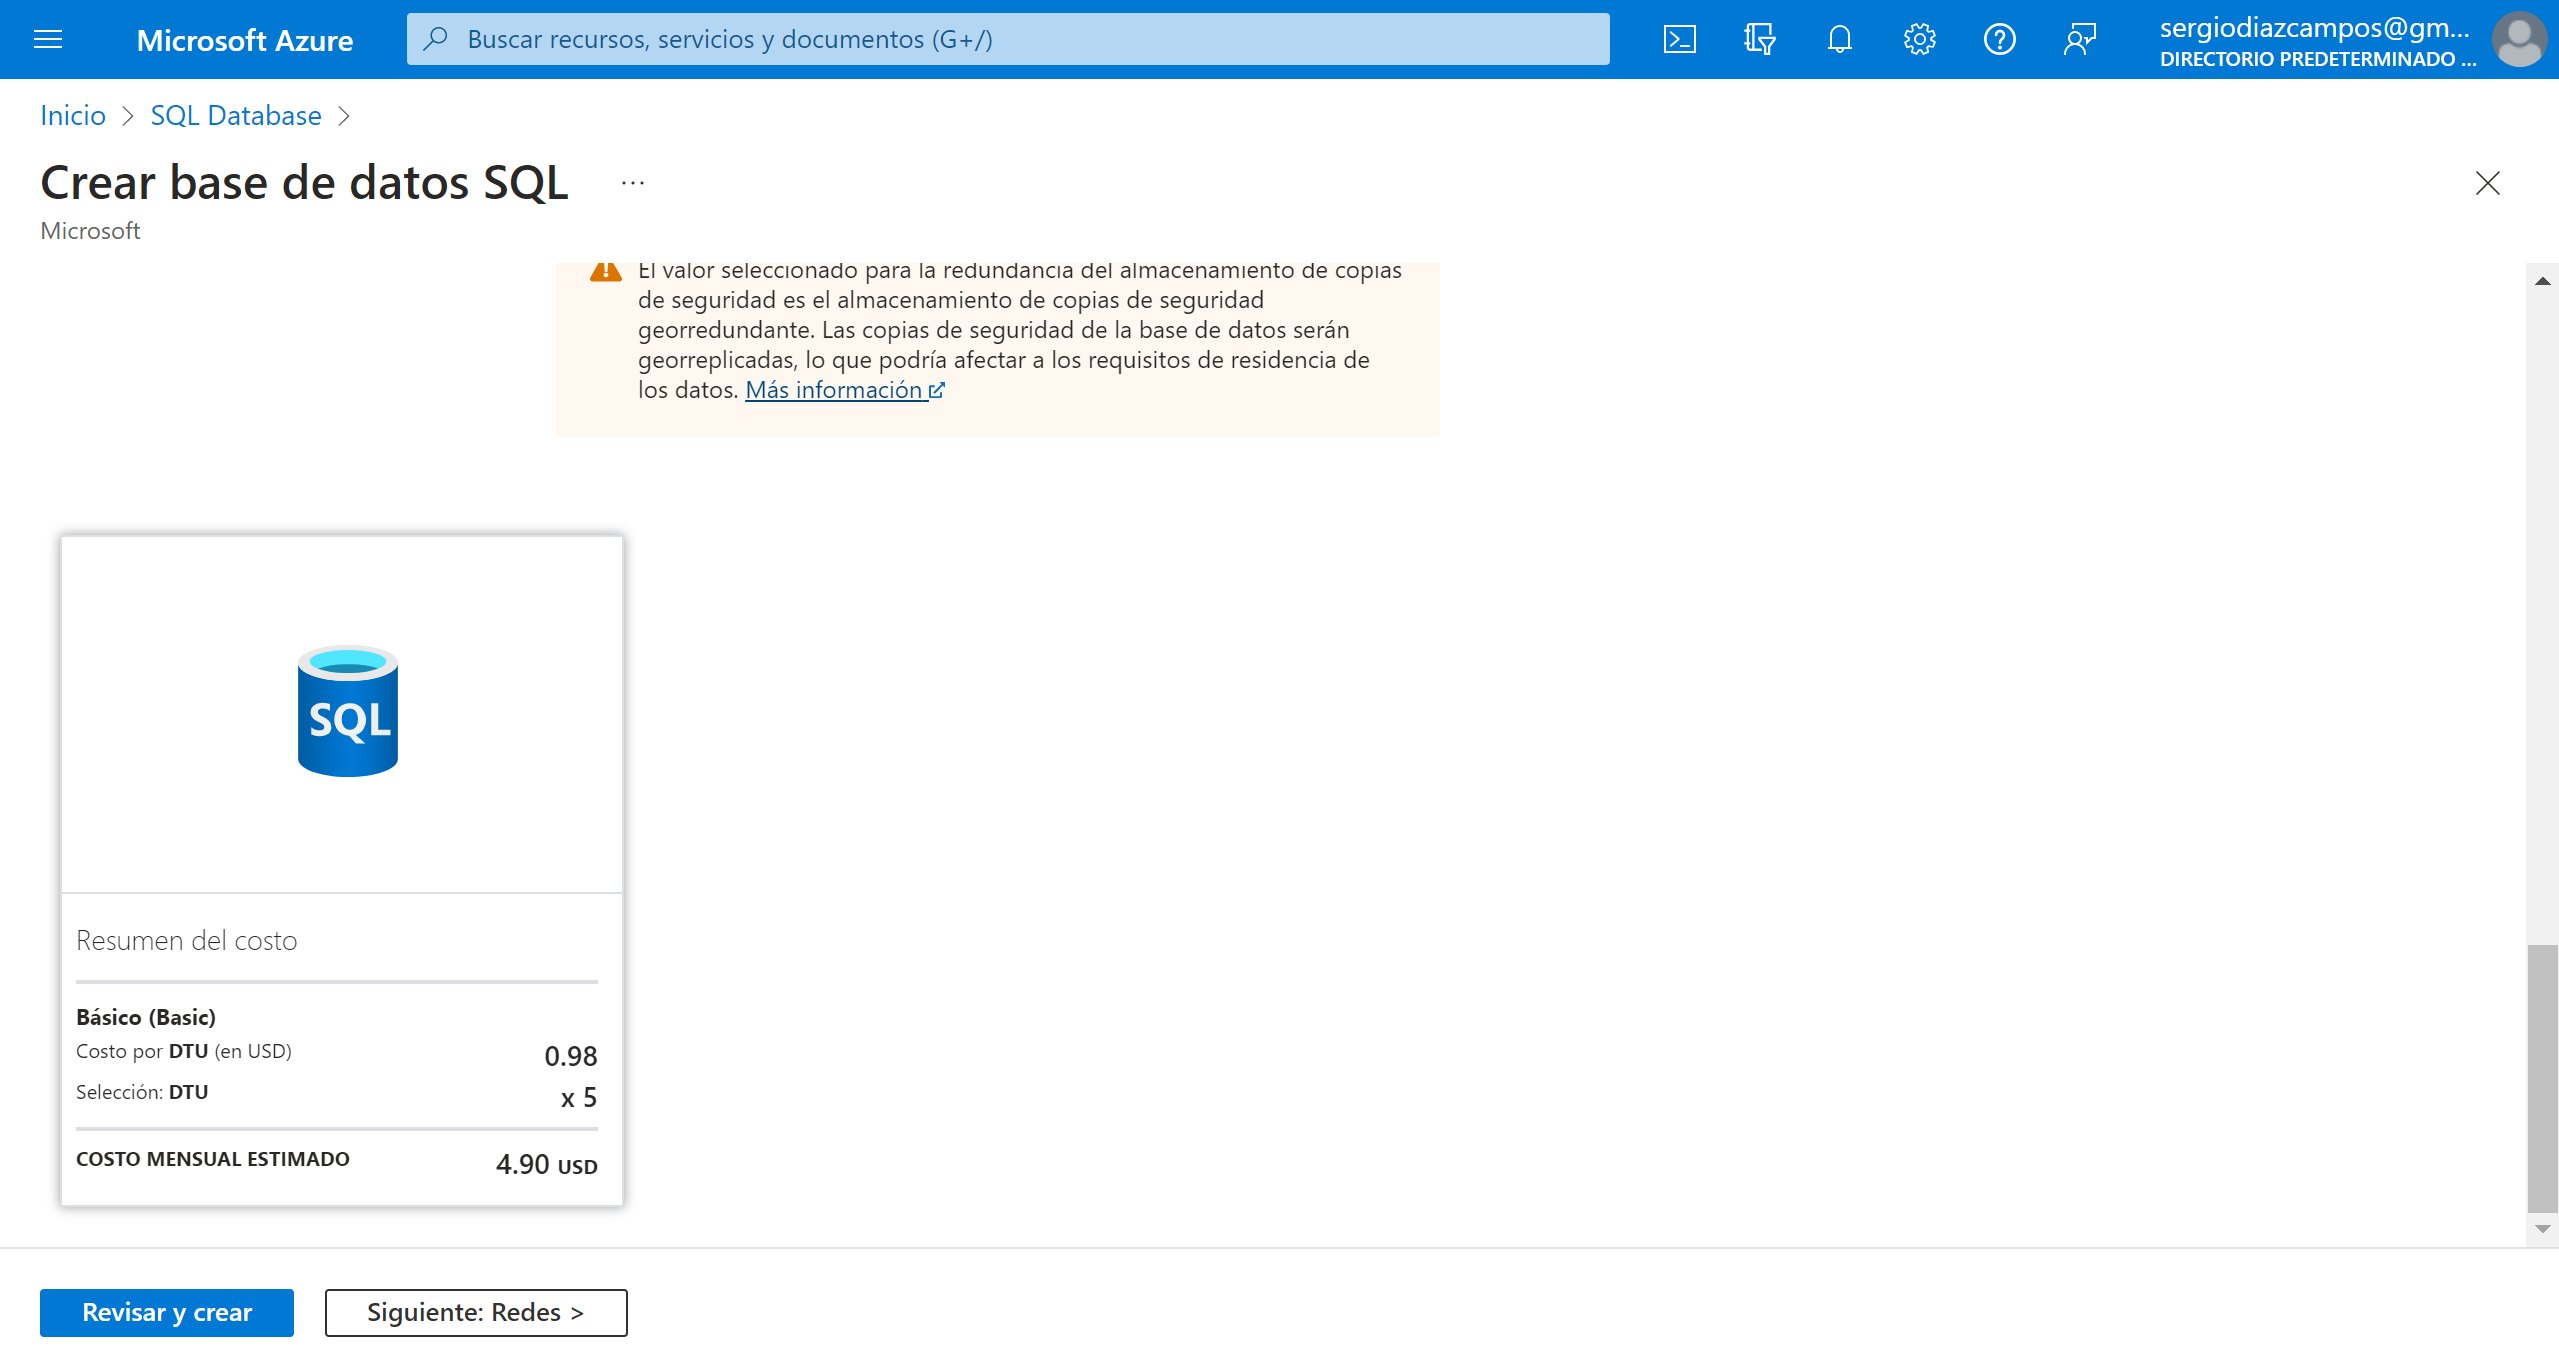 Microsoft Azure
Buscar recursos, servicios y documentos (G+/)
sergiodiazcampos@gm...
DIRECTORIO PREDETERMINADO ...
Inicio > SQL Database >
Crear base de datos SQL ...
Microsoft
El valor seleccionado para la redundancia del almacenamiento de copias
de seguridad es el almacenamiento de copias de seguridad
georredundante. Las copias de seguridad de la base de datos serán
georreplicadas, lo que podría afectar a los requisitos de residencia de
los datos. Más información
SQL
Resumen del costo
Básico (Basic)
Costo por DTU (en USD) 0.98
Selección: DTU x 5
COSTO MENSUAL ESTIMADO 4.90 USD
Revisar y crear
Siguiente: Redes >